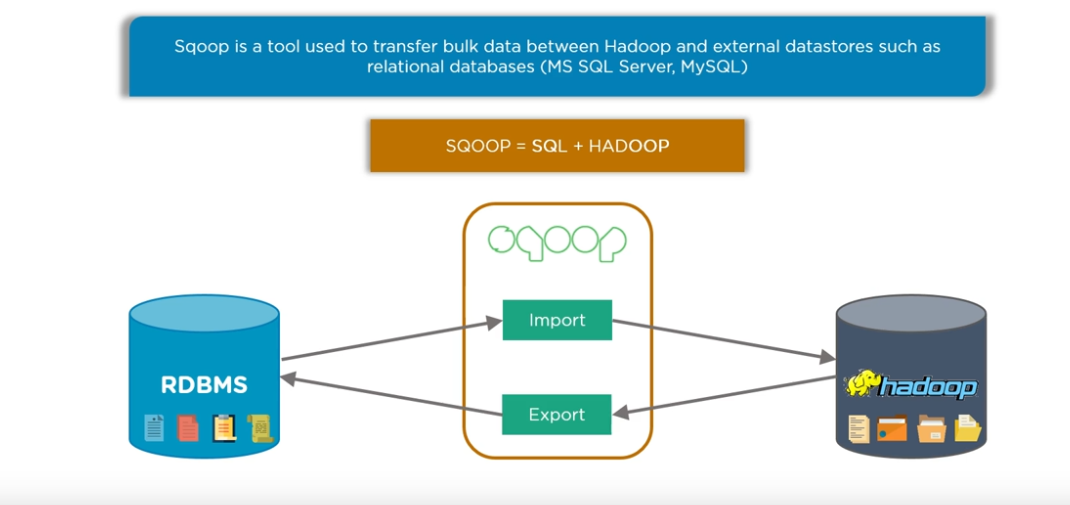 Sqoop is a tool used to transfer bulk data between Hadoop and external datastores such as
relational databases (MS SQL Server, MySQL)
SQOOP = SQL + HADOOP
sqoop
Import
RDBMS
hadoop
Export